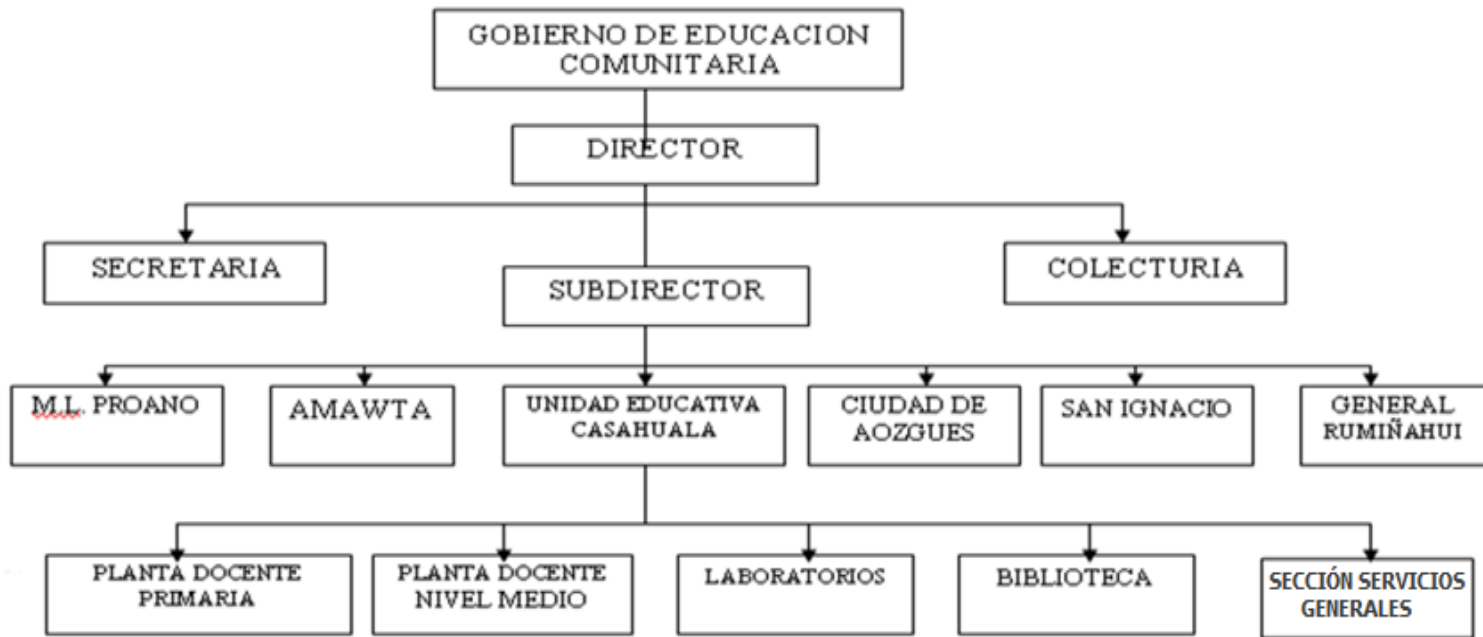 GOBIERNO DE EDUCACION
COMUNITARIA
DIRECTOR
SECRETARIA
COLECTURIA
SUBDIRECTOR
M.L. PROANO
AMAWTA
UNIDAD EDUCATIVA
CASAHUALA
CIUDAD DE
AOZGUES
SAN IGNACIO
GENERAL
RUMIÑAHUI
PLANTA DOCENTE
PRIMARIA
PLANTA DOCENTE
NIVEL MEDIO
LABORATORIOS
BIBLIOTECA
SECCIÓN SERVICIOS
GENERALES